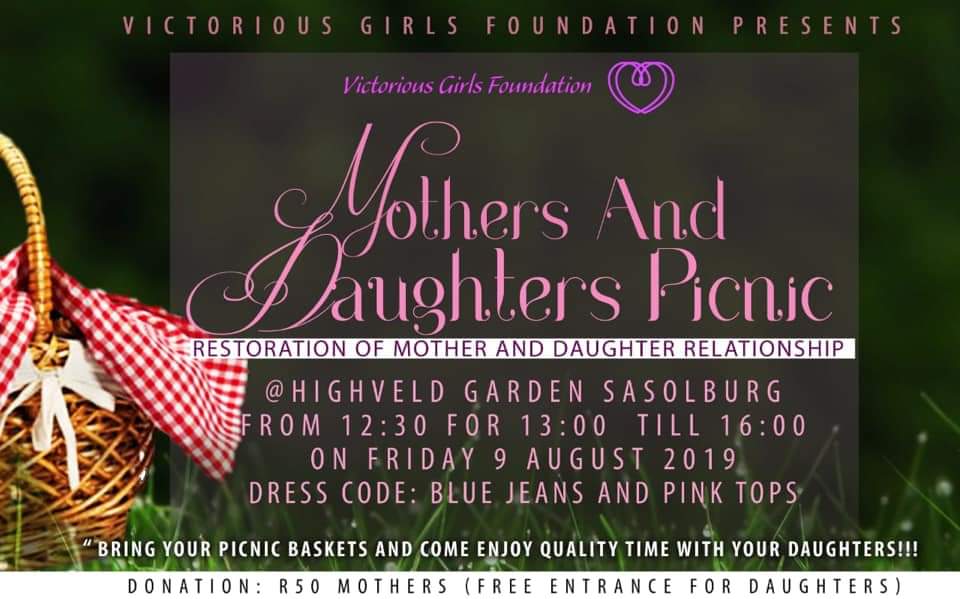 VICTORIOUS GIRLS FOUNDATION PRESENTS
Victorious Girls Foundation
Mothers And
Daughters Picnic
RESTORATION OF MOTHER AND DAUGHTER RELATIONSHIP
@HIGHVELD GARDEN SASOLBURG
FROM 12:30 FOR 13:00 TILL 16:00
ON FRIDAY 9 AUGUST 2019
DRESS CODE: BLUE JEANS AND PINK TOPS
“BRING YOUR PICNIC BASKETS AND COME ENJOY QUALITY TIME WITH YOUR DAUGHTERS!!!
DONATION: R50 MOTHERS (FREE ENTRANCE FOR DAUGHTERS)